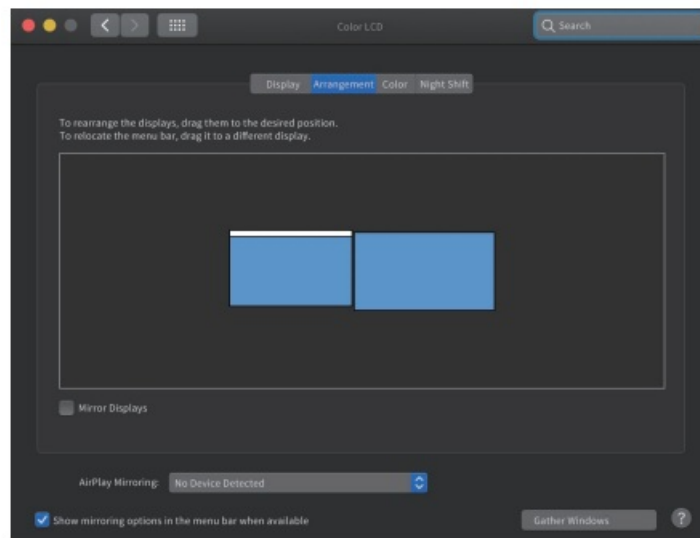 Color LCD
Search
Display Arrangement Color Night Shift
To rearrange the displays, drag them to the desired position.
To relocate the menu bar, drag it to a different display.
Mirror Displays
AirPlay Mirroring: No Device Detected
Show mirroring options in the menu bar when available
Gather Windows ?